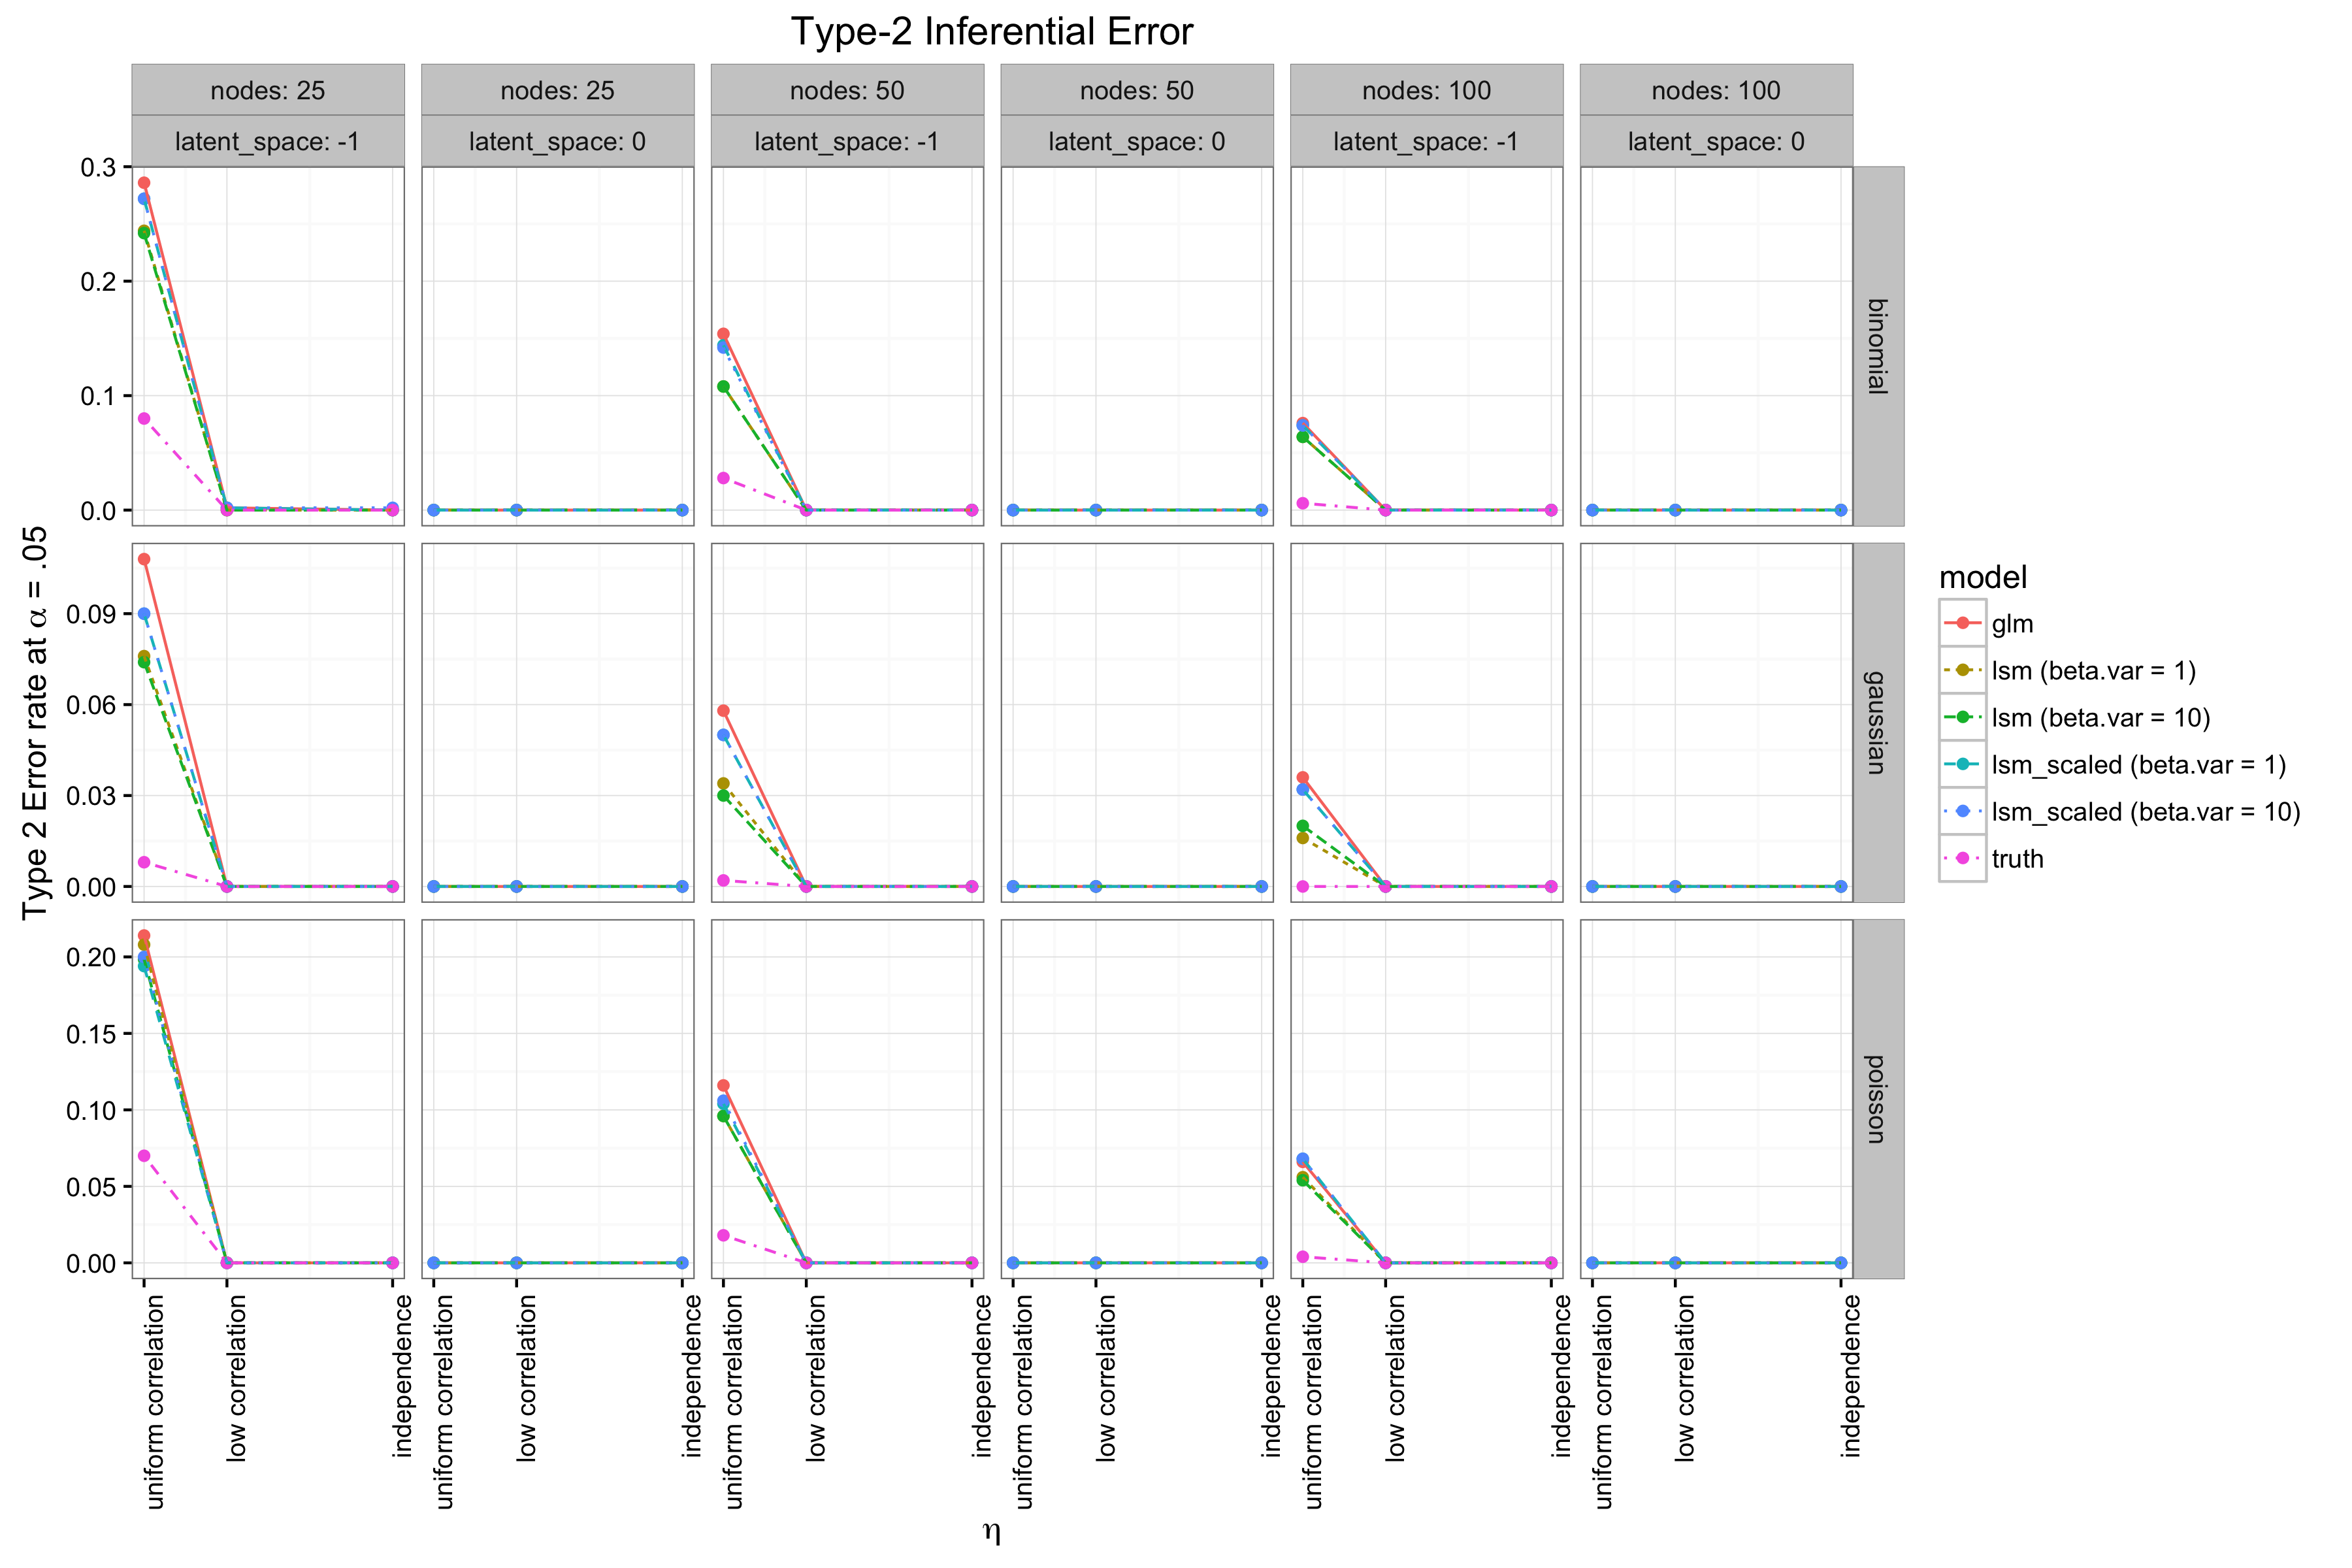 Type-2 Inferential Error
nodes: 25
nodes: 25
nodes: 50
nodes: 50
nodes: 100
nodes: 100
latent_space: -1
latent_space: 0
latent_space: -1
latent_space: 0
latent_space: -1
latent_space: 0
Type 2 Error rate at α = .05
0.3
0.2
0.1
0.0
binomial
0.09
0.06
0.03
0.00
gaussian
0.20
0.15
0.10
0.05
0.00
poisson
uniform correlation
low correlation
independence
uniform correlation
low correlation
independence
uniform correlation
low correlation
independence
uniform correlation
low correlation
independence
uniform correlation
low correlation
independence
uniform correlation
low correlation
independence
η
model
glm
lsm (beta.var = 1)
lsm (beta.var = 10)
lsm_scaled (beta.var = 1)
lsm_scaled (beta.var = 10)
truth